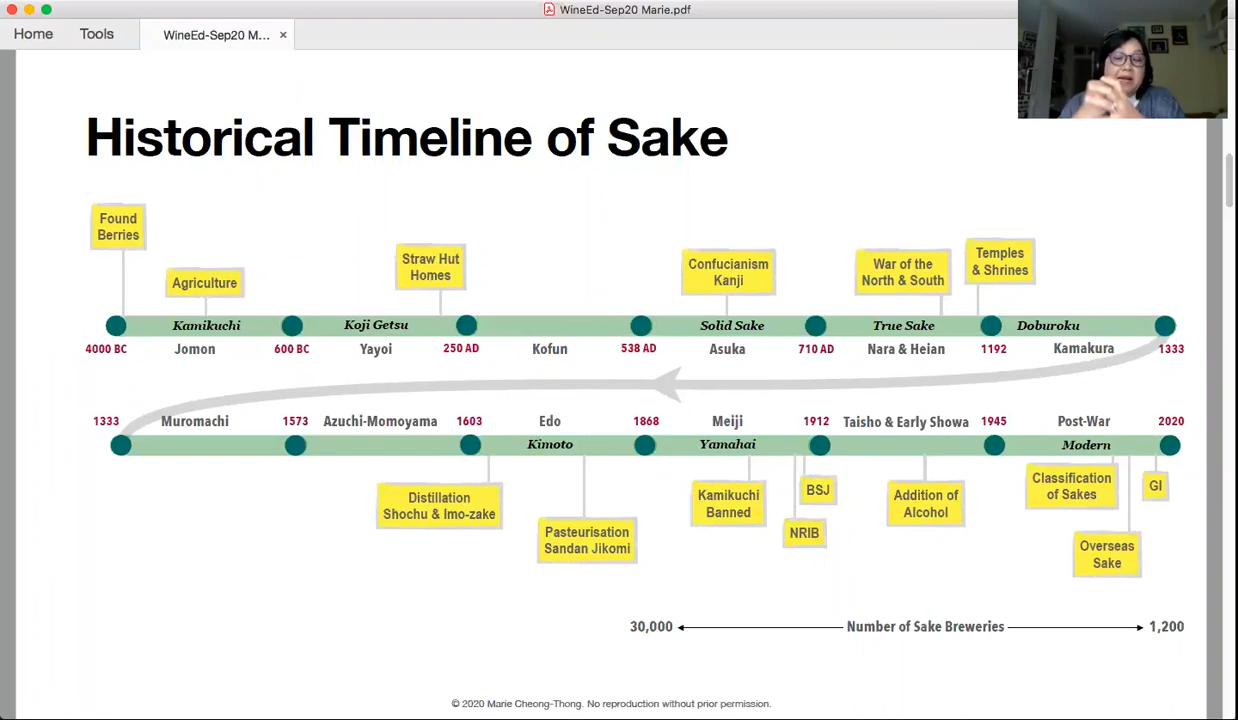 WineEd-Sep20 Marie.pdf
Home Tools WineEd-Sep20 M... ×
Historical Timeline of Sake
Found
Berries
Agriculture
Straw Hut
Homes
Confucianism
Kanji
War of the
North & South
Temples
& Shrines
Kamikuchi Koji Getsu Solid Sake True Sake Doburoku
4000 BC Jomon 600 BC Yayoi 250 AD Kofun 538 AD Asuka 710 AD Nara & Heian 1192 Kamakura 1333
1333 Muromachi 1573 Azuchi-Momoyama 1603 Edo 1868 Meiji 1912 Taisho & Early Showa 1945 Post-War 2020
Kimoto Yamahai Modern
Distillation
Shochu & Imo-zake
Pasteurisation
Sandan Jikomi
Kamikuchi
Banned
NRIB
BSJ
Addition of
Alcohol
Classification
of Sakes
Overseas
Sake
GI
30,000 Number of Sake Breweries 1,200
© 2020 Marie Cheong-Thong. No reproduction without prior permission.